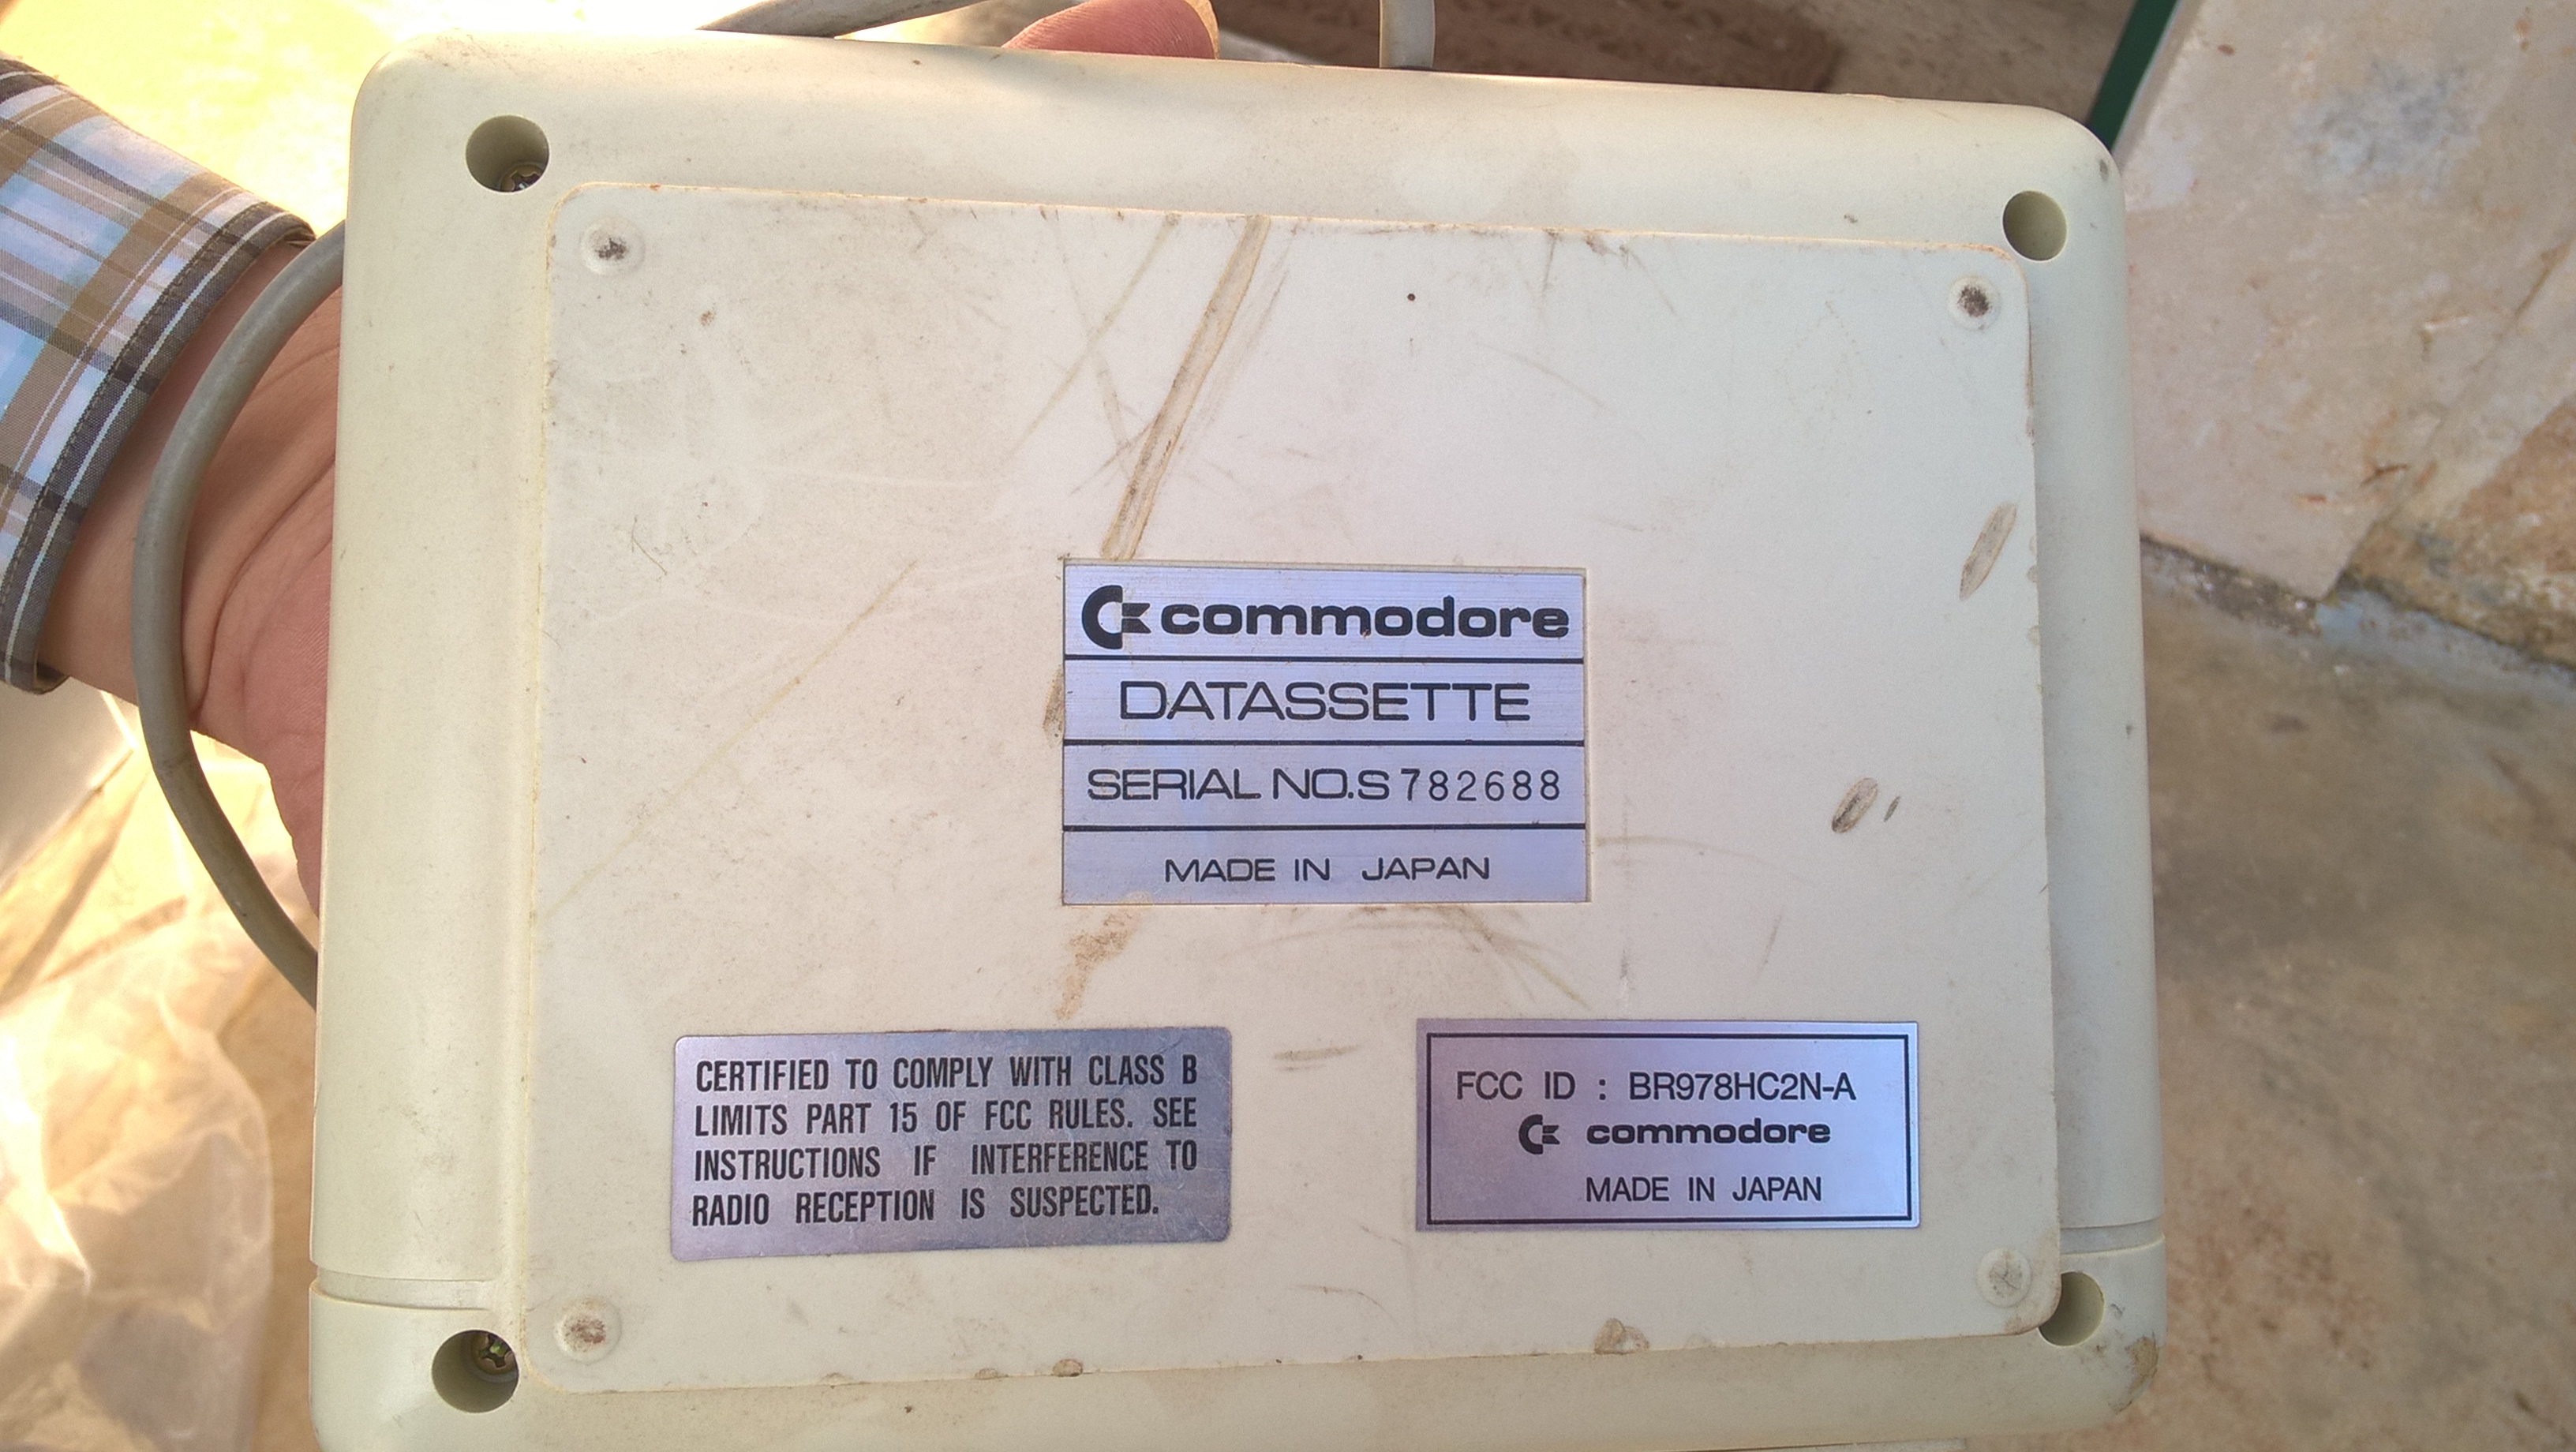 commodore
DATASSETTE
SERIAL NO.S 782688
MADE IN JAPAN
CERTIFIED TO COMPLY WITH CLASS B
LIMITS PART 15 OF FCC RULES. SEE
INSTRUCTIONS IF INTERFERENCE TO
RADIO RECEPTION IS SUSPECTED.
FCC ID : BR978HC2N-A
commodore
MADE IN JAPAN